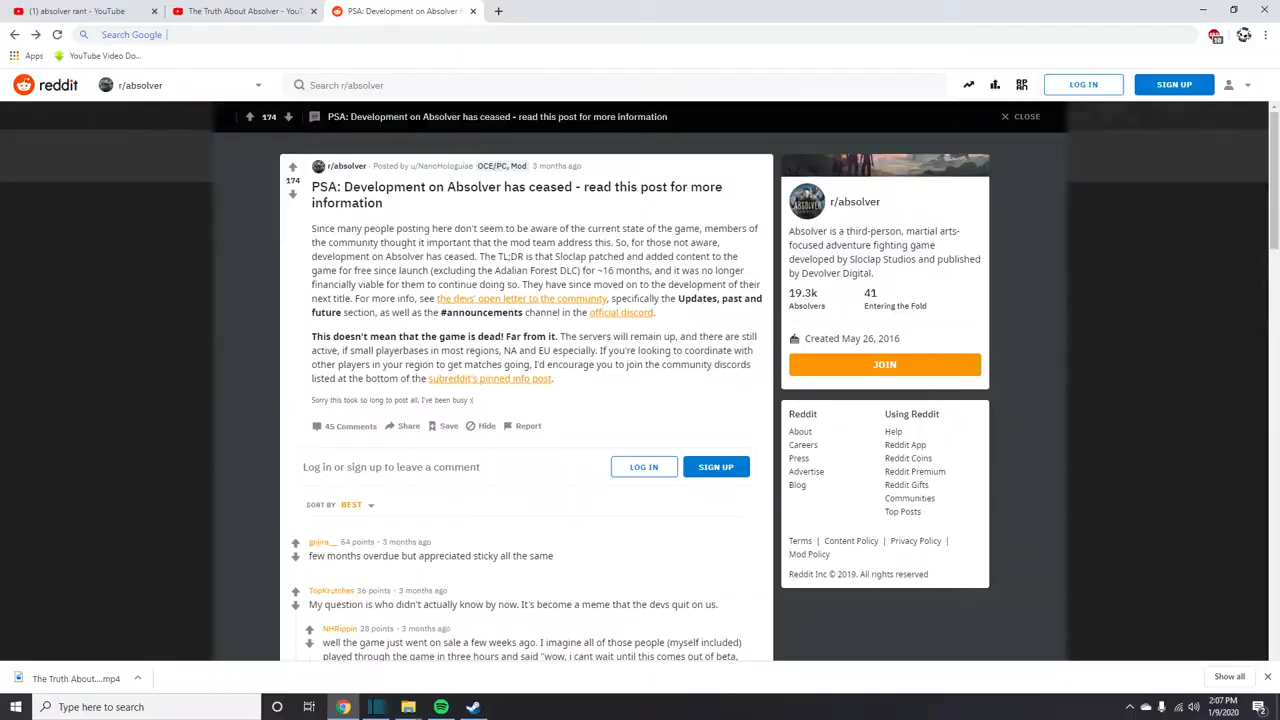 (1) absolver rant - YouTube
The Truth About Absolver - YouT
PSA: Development on Absolver h
Search Google
Apps
YouTube Video Do...
reddit
r/absolver
Search r/absolver
LOG IN
SIGN UP
174
PSA: Development on Absolver has ceased - read this post for more information
CLOSE
r/absolver · Posted by u/NanoHologuise OCE/PC, Mod 3 months ago
174
PSA: Development on Absolver has ceased - read this post for more
information
Since many people posting here don't seem to be aware of the current state of the game, members of
the community thought it important that the mod team address this. So, for those not aware,
development on Absolver has ceased. The TL;DR is that Sloclap patched and added content to the
game for free since launch (excluding the Adalian Forest DLC) for ~16 months, and it was no longer
financially viable for them to continue doing so. They have since moved on to the development of their
next title. For more info, see the devs' open letter to the community, specifically the Updates, past and
future section, as well as the #announcements channel in the official discord.
This doesn't mean that the game is dead! Far from it. The servers will remain up, and there are still
active, if small playerbases in most regions, NA and EU especially. If you're looking to coordinate with
other players in your region to get matches going, I'd encourage you to join the community discords
listed at the bottom of the subreddit's pinned info post.
Sorry this took so long to post all, I've been busy :(
45 Comments Share Save Hide Report
Log in or sign up to leave a comment
LOG IN
SIGN UP
SORT BY BEST
gojira__ 54 points · 3 months ago
few months overdue but appreciated sticky all the same
TopKrutches 36 points · 3 months ago
My question is who didn't actually know by now. It's become a meme that the devs quit on us.
NHRippin 28 points · 3 months ago
well the game just went on sale a few weeks ago. I imagine all of those people (myself included)
played through the game in three hours and said "wow, i cant wait until this comes out of beta,
ABSOLVER
r/absolver
Absolver is a third-person, martial arts-
focused adventure fighting game
developed by Sloclap Studios and published
by Devolver Digital.
19.3k 41
Absolvers Entering the Fold
Created May 26, 2016
JOIN
Reddit Using Reddit
About Help
Careers Reddit App
Press Reddit Coins
Advertise Reddit Premium
Blog Reddit Gifts
Communities
Top Posts
Terms | Content Policy | Privacy Policy |
Mod Policy
Reddit Inc © 2019. All rights reserved
The Truth About....mp4
Show all
Type here to search
2:07 PM
1/9/2020